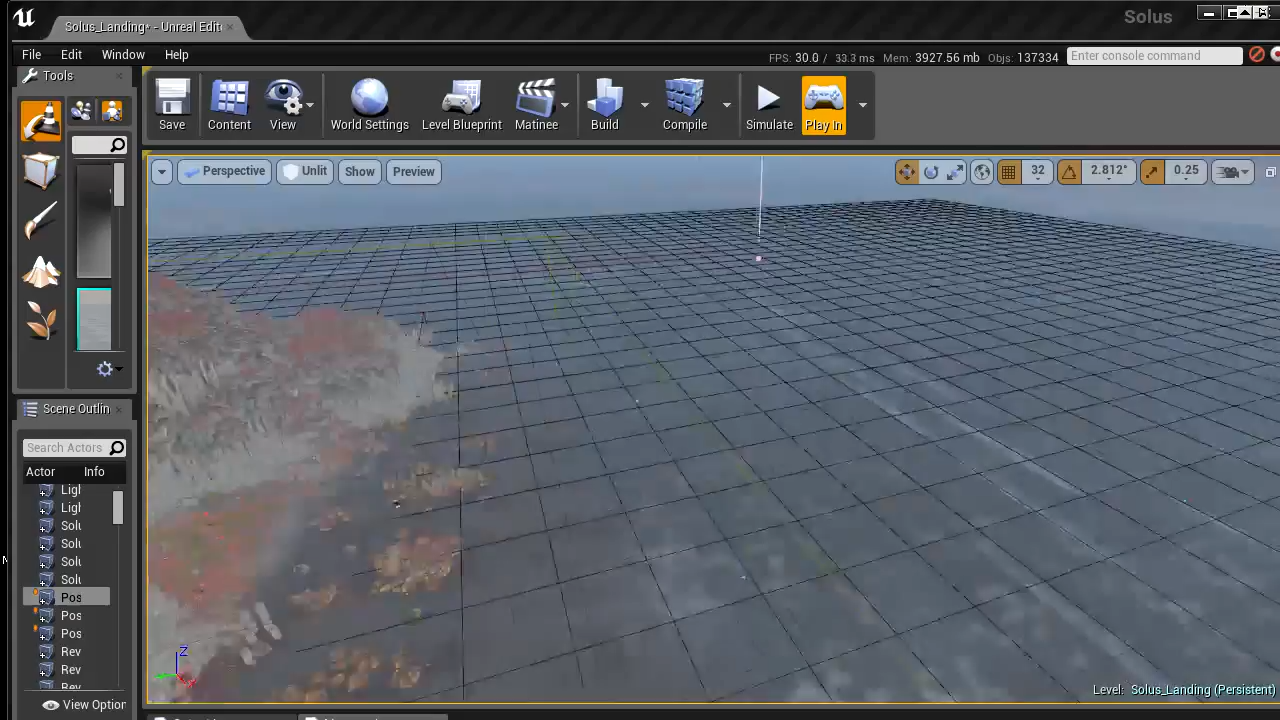 Solus_Landing* - Unreal Edit
Solus
File Edit Window Help
FPS: 30.0 / 33.3 ms Mem: 3927.56 mb Objs: 137334
Enter console command
Tools
Save
Content
View
World Settings
Level Blueprint
Matinee
Build
Compile
Simulate
Play In
Perspective
Unlit
Show
Preview
32
2.812°
0.25
Scene Outlin
Search Actors
Actor Info
Ligl
Ligl
Solu
Solu
Solu
Solu
Pos
Pos
Pos
Rev
Rev
Rev
View Option
Z
Level: Solus_Landing (Persistent)